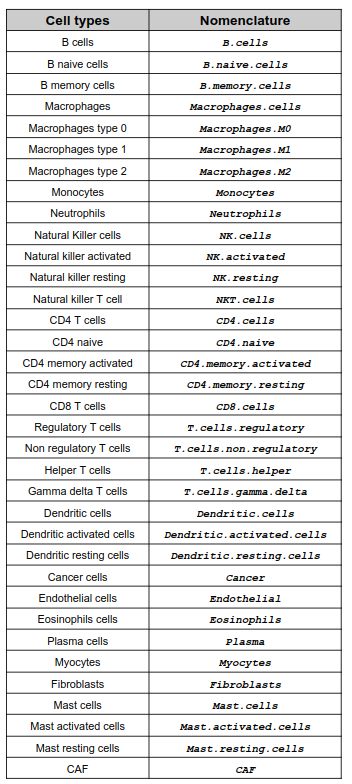 Cell types Nomenclature
B cells B.cells
B naive cells B.naive.cells
B memory cells B.memory.cells
Macrophages Macrophages.cells
Macrophages type 0 Macrophages.M0
Macrophages type 1 Macrophages.M1
Macrophages type 2 Macrophages.M2
Monocytes Monocytes
Neutrophils Neutrophils
Natural Killer cells NK.cells
Natural killer activated NK.activated
Natural killer resting NK.resting
Natural killer T cell NKT.cells
CD4 T cells CD4.cells
CD4 naive CD4.naive
CD4 memory activated CD4.memory.activated
CD4 memory resting CD4.memory.resting
CD8 T cells CD8.cells
Regulatory T cells T.cells.regulatory
Non regulatory T cells T.cells.non.regulatory
Helper T cells T.cells.helper
Gamma delta T cells T.cells.gamma.delta
Dendritic cells Dendritic.cells
Dendritic activated cells Dendritic.activated.cells
Dendritic resting cells Dendritic.resting.cells
Cancer cells Cancer
Endothelial cells Endothelial
Eosinophils cells Eosinophils
Plasma cells Plasma
Myocytes Myocytes
Fibroblasts Fibroblasts
Mast cells Mast.cells
Mast activated cells Mast.activated.cells
Mast resting cells Mast.resting.cells
CAF CAF